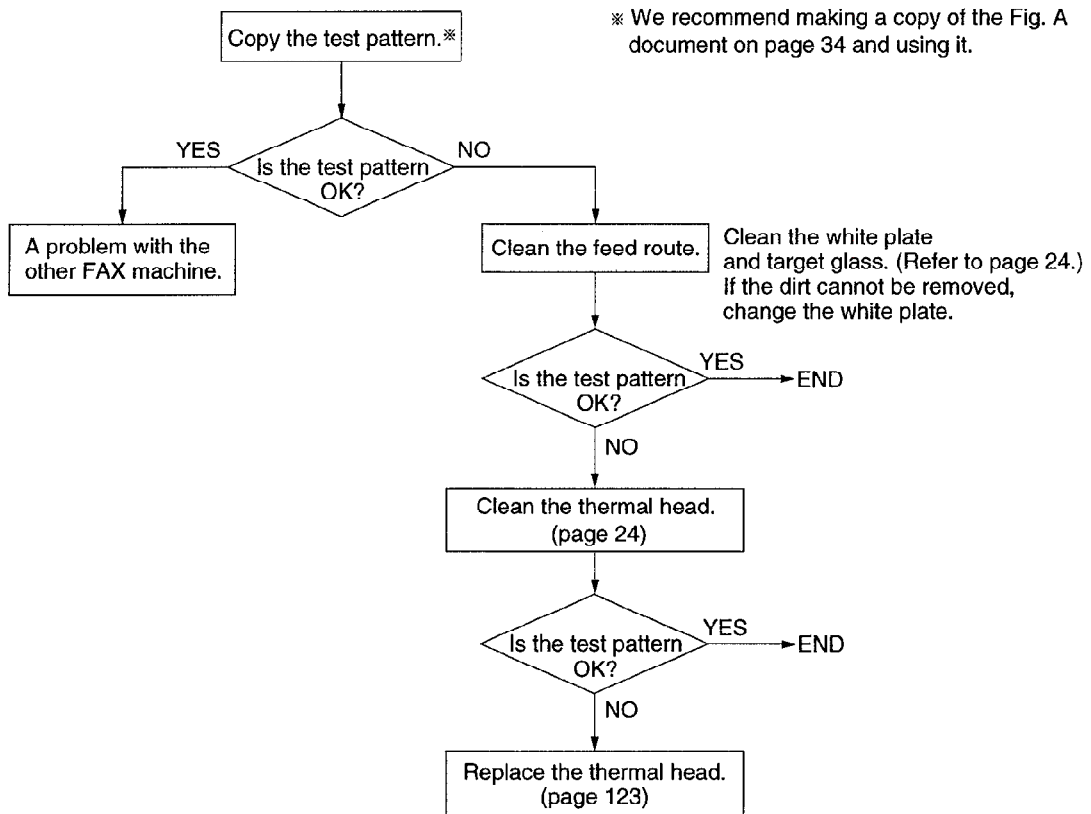 Copy the test pattern.※
※ We recommend making a copy of the Fig. A
document on page 34 and using it.
YES
Is the test pattern
OK?
NO
A problem with the
other FAX machine.
Clean the feed route.
Clean the white plate
and target glass. (Refer to page 24.)
If the dirt cannot be removed,
change the white plate.
Is the test pattern
OK?
YES
END
NO
Clean the thermal head.
(page 24)
Is the test pattern
OK?
YES
END
NO
Replace the thermal head.
(page 123)